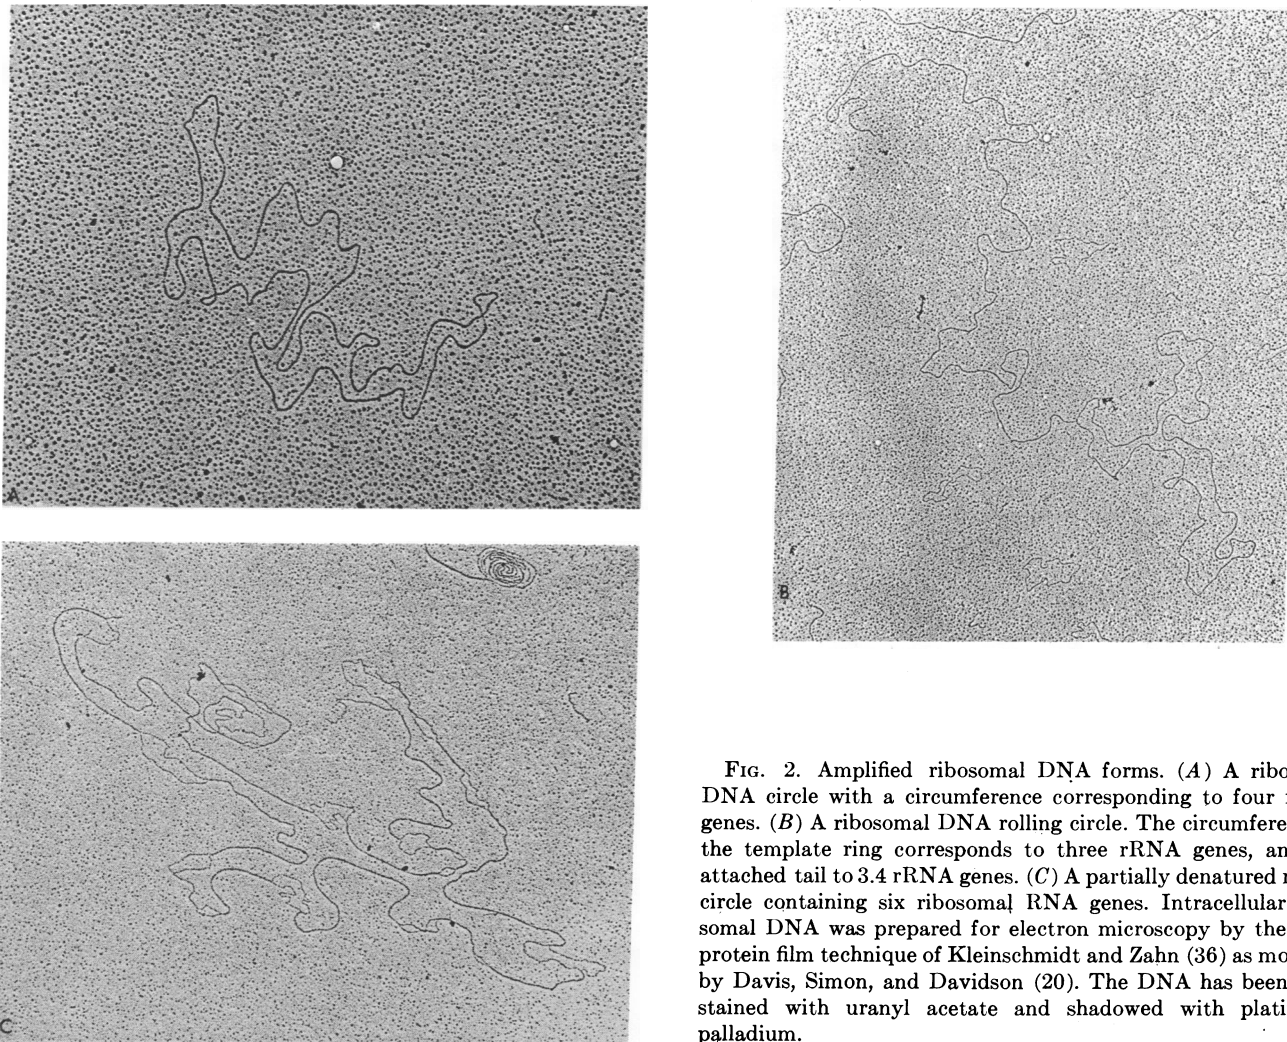 A
B
C
FIG. 2. Amplified ribosomal DNA forms. (A) A ribo
DNA circle with a circumference corresponding to four
genes. (B) A ribosomal DNA rolling circle. The circumfere
the template ring corresponds to three rRNA genes, an
attached tail to 3.4 rRNA genes. (C) A partially denatured
circle containing six ribosomal RNA genes. Intracellular
somal DNA was prepared for electron microscopy by the
protein film technique of Kleinschmidt and Zahn (36) as mo
by Davis, Simon, and Davidson (20). The DNA has been
stained with uranyl acetate and shadowed with plati
palladium.